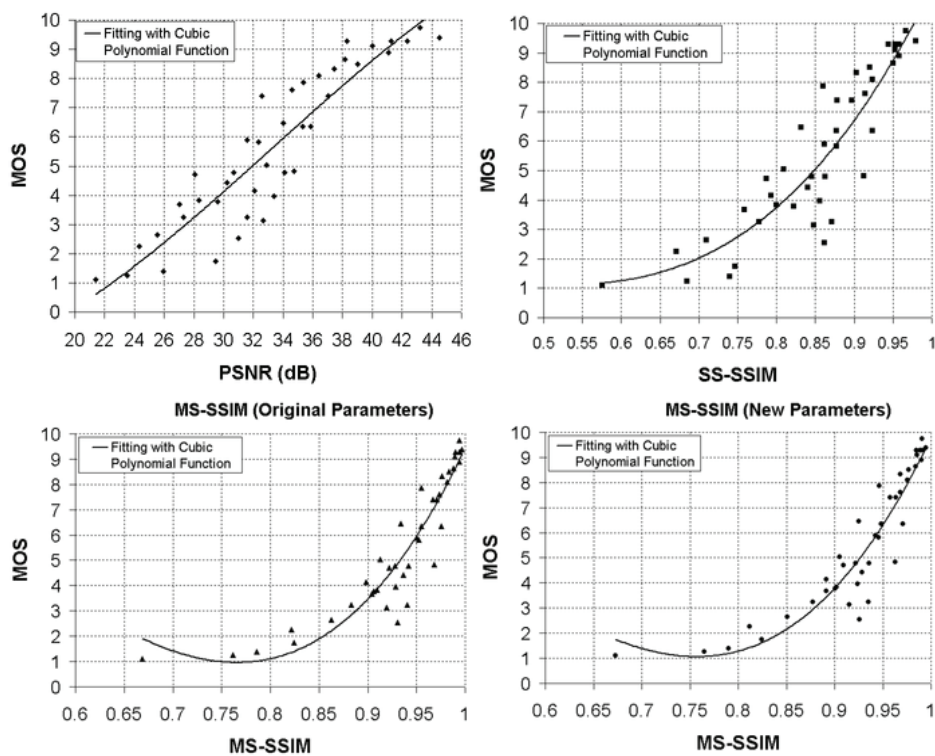 Fitting with Cubic
Polynomial Function
MOS
10
9
8
7
6
5
4
3
2
1
0
20 22 24 26 28 30 32 34 36 38 40 42 44 46
PSNR (dB)
Fitting with Cubic
Polynomial Function
MOS
10
9
8
7
6
5
4
3
2
1
0
0.5 0.55 0.6 0.65 0.7 0.75 0.8 0.85 0.9 0.95 1
SS-SSIM
MS-SSIM (Original Parameters)
Fitting with Cubic
Polynomial Function
MOS
10
9
8
7
6
5
4
3
2
1
0
0.6 0.65 0.7 0.75 0.8 0.85 0.9 0.95 1
MS-SSIM
MS-SSIM (New Parameters)
Fitting with Cubic
Polynomial Function
MOS
10
9
8
7
6
5
4
3
2
1
0
0.6 0.65 0.7 0.75 0.8 0.85 0.9 0.95 1
MS-SSIM